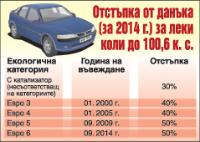 Отстъпка от данъка
(за 2014 г.) за леки
коли до 100,6 к. с.
Екологична категория Година на въвеждане Отстъпка
С катализатор
(несъответстващ
на категориите) 30%
Евро 3 01. 2000 г. 40%
Евро 4 01. 2005 г. 40%
Евро 5 09. 2009 г. 50%
Евро 6 09. 2014 г. 50%